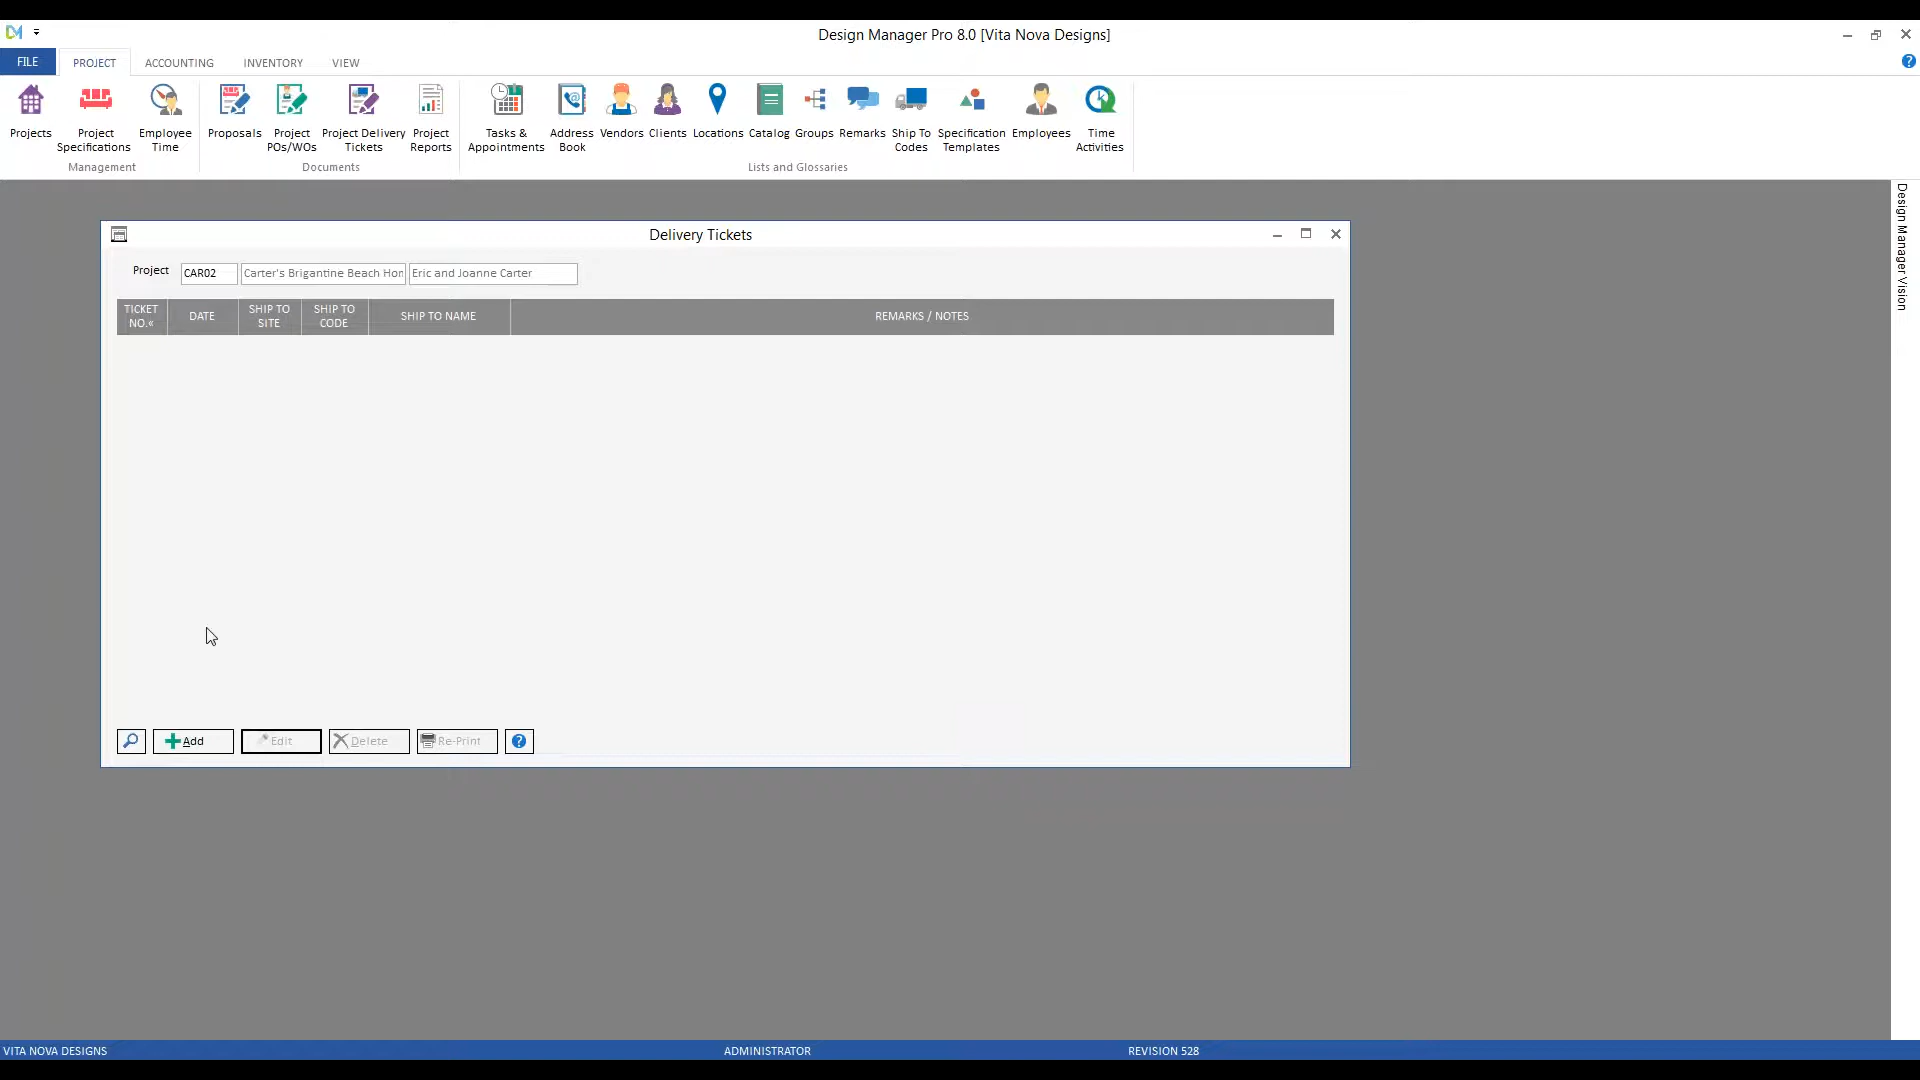 Design Manager Pro 8.0 [Vita Nova Designs]
FILE PROJECT ACCOUNTING INVENTORY VIEW
Projects
Project Specifications
Employee Time
Management
Proposals
Project POs/WOs
Project Delivery Tickets
Project Reports
Documents
Tasks & Appointments
Address Book
Vendors
Clients
Locations
Catalog
Groups
Remarks
Ship To Codes
Specification Templates
Employees
Time Activities
Lists and Glossaries
Design Manager Vision
Delivery Tickets
Project CAR02 Carter's Brigantine Beach Hon Eric and Joanne Carter
TICKET NO.« DATE SHIP TO SITE SHIP TO CODE SHIP TO NAME REMARKS / NOTES
Add Edit Delete Re-Print
VITA NOVA DESIGNS ADMINISTRATOR REVISION 528